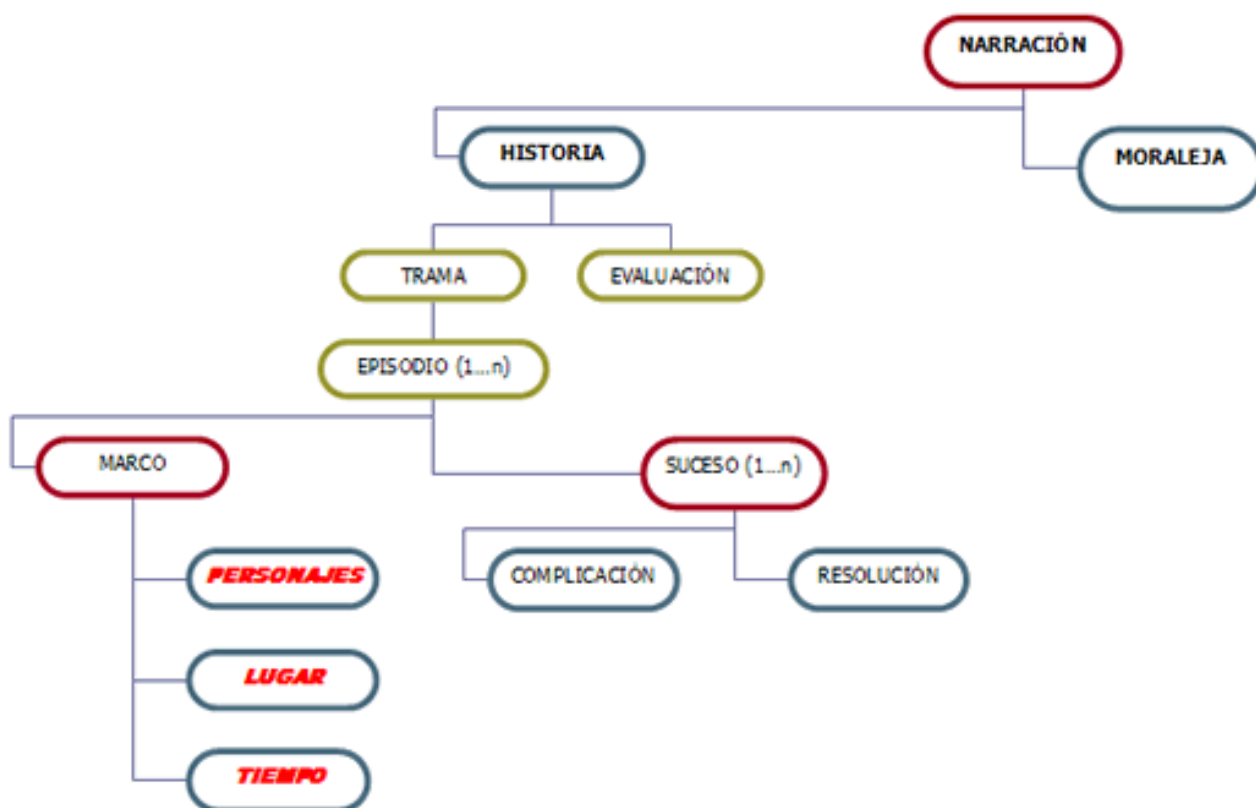 NARRACIÓN
HISTORIA
MORALEJA
TRAMA
EVALUACIÓN
EPISODIO (1...n)
MARCO
SUCESO (1...n)
PERSONAJES
COMPLICACIÓN
RESOLUCIÓN
LUGAR
TIEMPO